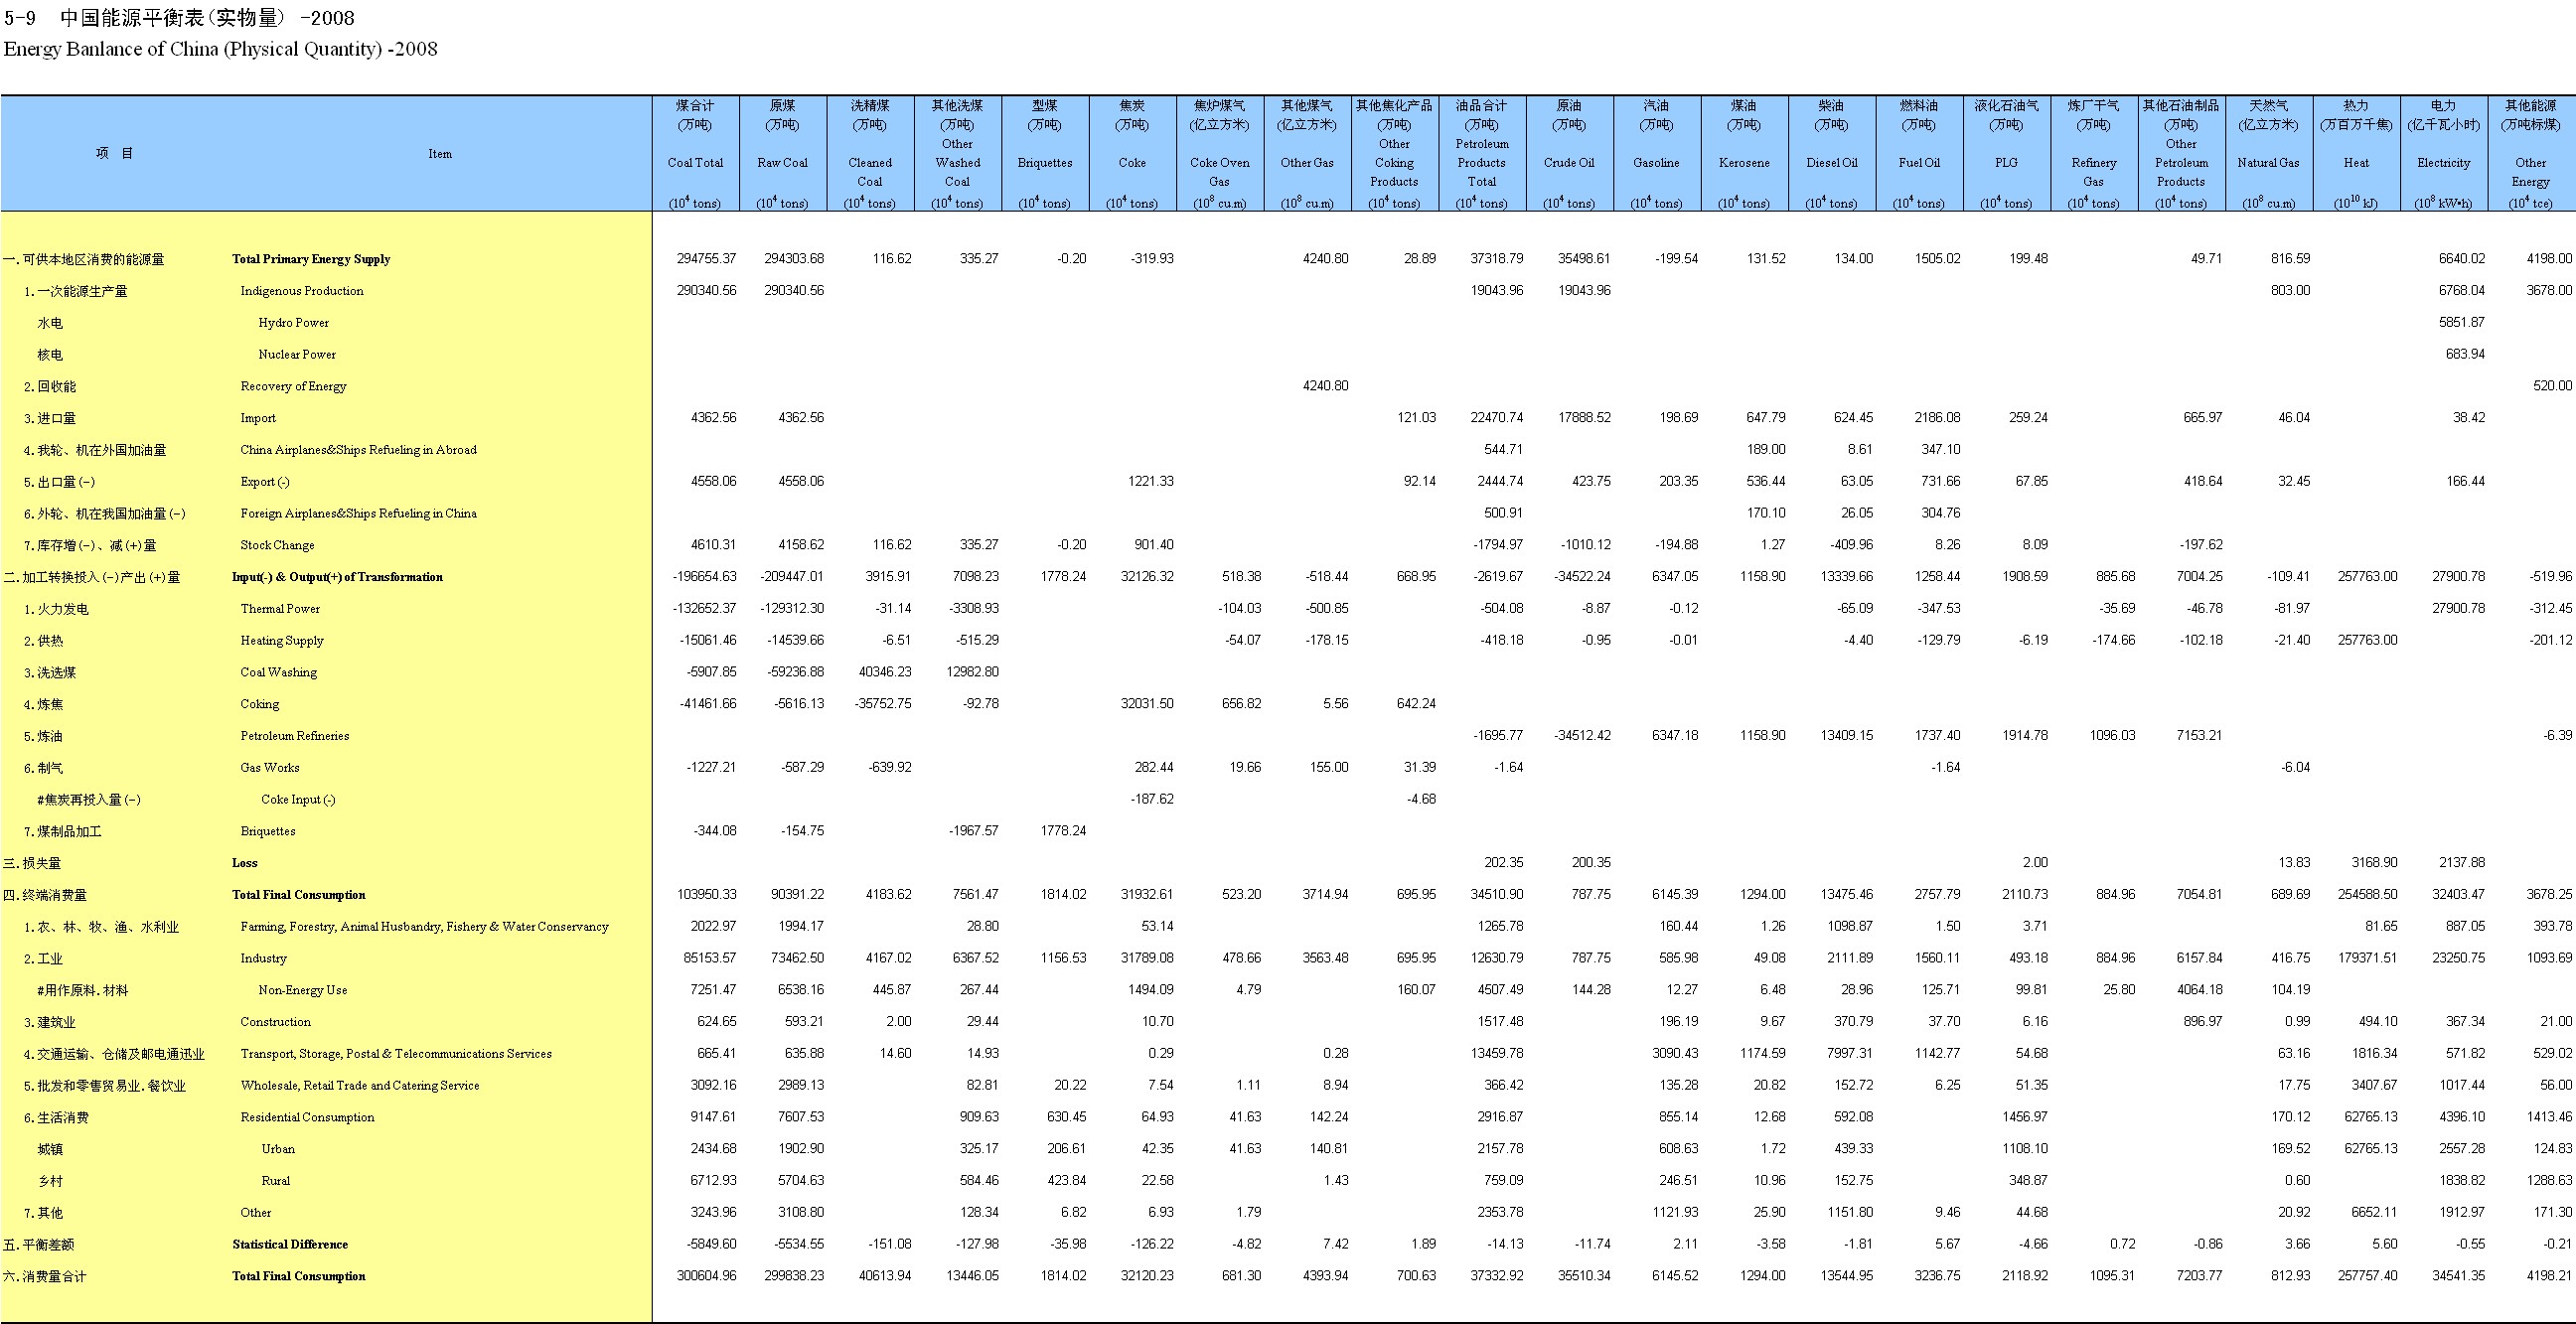 5-9 中国能源平衡表(实物量) -2008
Energy Banlance of China (Physical Quantity) -2008
项 目 Item 煤合计 (万吨) Coal Total (10⁴ tons) 原煤 (万吨) Raw Coal (10⁴ tons) 洗精煤 (万吨) Cleaned Coal (10⁴ tons) 其他洗煤 (万吨) Other Washed Coal (10⁴ tons) 型煤 (万吨) Briquettes (10⁴ tons) 焦炭 (万吨) Coke (10⁴ tons) 焦炉煤气 (亿立方米) Coke Oven Gas (10⁸ cu.m) 其他煤气 (亿立方米) Other Gas (10⁸ cu.m) 其他焦化产品 (万吨) Other Coking Products (10⁴ tons) 油品合计 (万吨) Petroleum Products Total (10⁴ tons) 原油 (万吨) Crude Oil (10⁴ tons) 汽油 (万吨) Gasoline (10⁴ tons) 煤油 (万吨) Kerosene (10⁴ tons) 柴油 (万吨) Diesel Oil (10⁴ tons) 燃料油 (万吨) Fuel Oil (10⁴ tons) 液化石油气 (万吨) PLG (10⁴ tons) 炼厂干气 (万吨) Refinery Gas (10⁴ tons) 其他石油制品 (万吨) Other Petroleum Products (10⁴ tons) 天然气 (亿立方米) Natural Gas (10⁸ cu.m) 热力 (万百万千焦) Heat (10¹⁰ kJ) 电力 (亿千瓦小时) Electricity (10⁸ kW•h) 其他能源 (万吨标煤) Other Energy (10⁴ tce)
一.可供本地区消费的能源量 Total Primary Energy Supply 294755.37 294303.68 116.62 335.27 -0.20 -319.93 4240.80 28.89 37318.79 35498.61 -199.54 131.52 134.00 1505.02 199.48 49.71 816.59 6640.02 4198.00
1.一次能源生产量 Indigenous Production 290340.56 290340.56 19043.96 19043.96 803.00 6768.04 3678.00
水电 Hydro Power 5851.87
核电 Nuclear Power 683.94
2.回收能 Recovery of Energy 4240.80 520.00
3.进口量 Import 4362.56 4362.56 121.03 22470.74 17888.52 198.69 647.79 624.45 2186.08 259.24 665.97 46.04 38.42
4.我轮、机在外国加油量 China Airplanes&Ships Refueling in Abroad 544.71 189.00 8.61 347.10
5.出口量(-) Export (-) 4558.06 4558.06 1221.33 92.14 2444.74 423.75 203.35 536.44 63.05 731.66 67.85 418.64 32.45 166.44
6.外轮、机在我国加油量(-) Foreign Airplanes&Ships Refueling in China 500.91 170.10 26.05 304.76
7.库存增(-)、减(+)量 Stock Change 4610.31 4158.62 116.62 335.27 -0.20 901.40 -1794.97 -1010.12 -194.88 1.27 -409.96 8.26 8.09 -197.62
二.加工转换投入(-)产出(+)量 Input(-) & Output(+) of Transformation -196654.63 -209447.01 3915.91 7098.23 1778.24 32126.32 518.38 -518.44 668.95 -2619.67 -34522.24 6347.05 1158.90 13339.66 1258.44 1908.59 885.68 7004.25 -109.41 257763.00 27900.78 -519.96
1.火力发电 Thermal Power -132652.37 -129312.30 -31.14 -3308.93 -104.03 -500.85 -504.08 -8.87 -0.12 -65.09 -347.53 -35.69 -46.78 -81.97 27900.78 -312.45
2.供热 Heating Supply -15061.46 -14539.66 -6.51 -515.29 -54.07 -178.15 -418.18 -0.95 -0.01 -4.40 -129.79 -6.19 -174.66 -102.18 -21.40 257763.00 -201.12
3.洗选煤 Coal Washing -5907.85 -59236.88 40346.23 12982.80
4.炼焦 Coking -41461.66 -5616.13 -35752.75 -92.78 32031.50 656.82 5.56 642.24
5.炼油 Petroleum Refineries -1695.77 -34512.42 6347.18 1158.90 13409.15 1737.40 1914.78 1096.03 7153.21 -6.39
6.制气 Gas Works -1227.21 -587.29 -639.92 282.44 19.66 155.00 31.39 -1.64 -1.64 -6.04
#焦炭再投入量(-) Coke Input (-) -187.62 -4.68
7.煤制品加工 Briquettes -344.08 -154.75 -1967.57 1778.24
三.损失量 Loss 202.35 200.35 2.00 13.83 3168.90 2137.88
四.终端消费量 Total Final Consumption 103950.33 90391.22 4183.62 7561.47 1814.02 31932.61 523.20 3714.94 695.95 34510.90 787.75 6145.39 1294.00 13475.46 2757.79 2110.73 884.96 7054.81 689.69 254588.50 32403.47 3678.25
1.农、林、牧、渔、水利业 Farming, Forestry, Animal Husbandry, Fishery & Water Conservancy 2022.97 1994.17 28.80 53.14 1265.78 160.44 1.26 1098.87 1.50 3.71 81.65 887.05 393.78
2.工业 Industry 85153.57 73462.50 4167.02 6367.52 1156.53 31789.08 478.66 3563.48 695.95 12630.79 787.75 585.98 49.08 2111.89 1560.11 493.18 884.96 6157.84 416.75 179371.51 23250.75 1093.69
#用作原料.材料 Non-Energy Use 7251.47 6538.16 445.87 267.44 1494.09 4.79 160.07 4507.49 144.28 12.27 6.48 28.96 125.71 99.81 25.80 4064.18 104.19
3.建筑业 Construction 624.65 593.21 2.00 29.44 10.70 1517.48 196.19 9.67 370.79 37.70 6.16 896.97 0.99 494.10 367.34 21.00
4.交通运输、仓储及邮电通迅业 Transport, Storage, Postal & Telecommunications Services 665.41 635.88 14.60 14.93 0.29 0.28 13459.78 3090.43 1174.59 7997.31 1142.77 54.68 63.16 1816.34 571.82 529.02
5.批发和零售贸易业.餐饮业 Wholesale, Retail Trade and Catering Service 3092.16 2989.13 82.81 20.22 7.54 1.11 8.94 366.42 135.28 20.82 152.72 6.25 51.35 17.75 3407.67 1017.44 56.00
6.生活消费 Residential Consumption 9147.61 7607.53 909.63 630.45 64.93 41.63 142.24 2916.87 855.14 12.68 592.08 1456.97 170.12 62765.13 4396.10 1413.46
城镇 Urban 2434.68 1902.90 325.17 206.61 42.35 41.63 140.81 2157.78 608.63 1.72 439.33 1108.10 169.52 62765.13 2557.28 124.83
乡村 Rural 6712.93 5704.63 584.46 423.84 22.58 1.43 759.09 246.51 10.96 152.75 348.87 0.60 1838.82 1288.63
7.其他 Other 3243.96 3108.80 128.34 6.82 6.93 1.79 2353.78 1121.93 25.90 1151.80 9.46 44.68 20.92 6652.11 1912.97 171.30
五.平衡差额 Statistical Difference -5849.60 -5534.55 -151.08 -127.98 -35.98 -126.22 -4.82 7.42 1.89 -14.13 -11.74 2.11 -3.58 -1.81 5.67 -4.66 0.72 -0.86 3.66 5.60 -0.55 -0.21
六.消费量合计 Total Final Consumption 300604.96 299838.23 40613.94 13446.05 1814.02 32120.23 681.30 4393.94 700.63 37332.92 35510.34 6145.52 1294.00 13544.95 3236.75 2118.92 1095.31 7203.77 812.93 257757.40 34541.35 4198.21